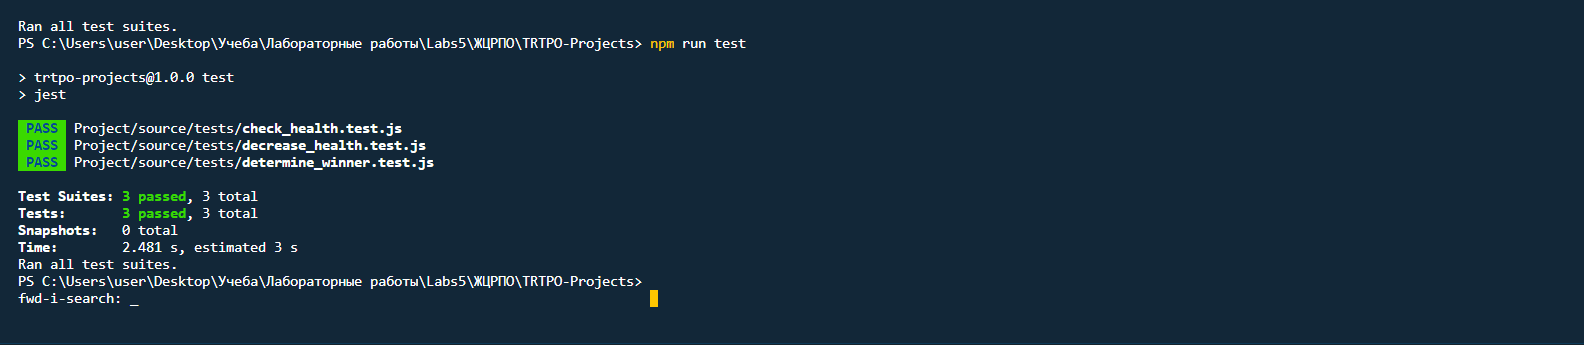 Ran all test suites.
PS C:\Users\user\Desktop\Учеба\Лабораторные работы\Labs5\ЖЦРПО\TRTPO-Projects> npm run test
> trtpo-projects@1.0.0 test
> jest
PASS Project/source/tests/check_health.test.js
PASS Project/source/tests/decrease_health.test.js
PASS Project/source/tests/determine_winner.test.js
Test Suites: 3 passed, 3 total
Tests: 3 passed, 3 total
Snapshots: 0 total
Time: 2.481 s, estimated 3 s
Ran all test suites.
PS C:\Users\user\Desktop\Учеба\Лабораторные работы\Labs5\ЖЦРПО\TRTPO-Projects>
fwd-i-search: _